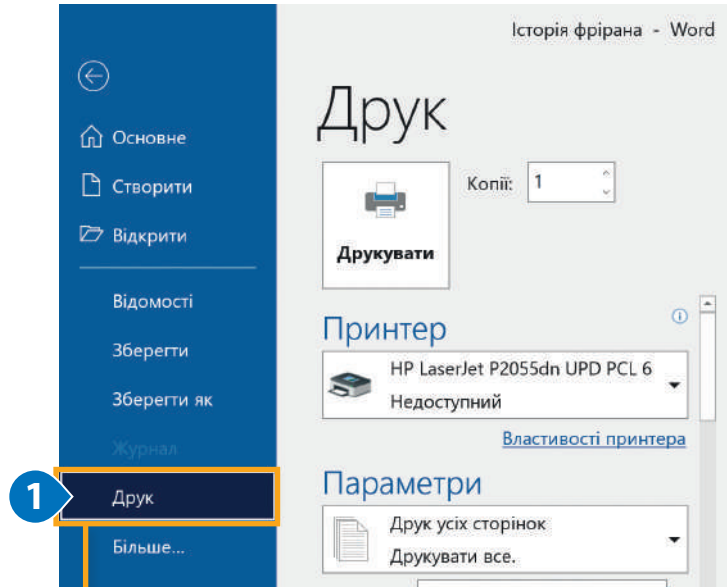 Історія фрірана - Word
Основне
Створити
Відкрити
Відомості
Зберегти
Зберегти як
Журнал
1
Друк
Більше...
Друк
Копії: 1
Друкувати
Принтер
HP LaserJet P2055dn UPD PCL 6
Недоступний
Властивості принтера
Параметри
Друк усіх сторінок
Друкувати все.